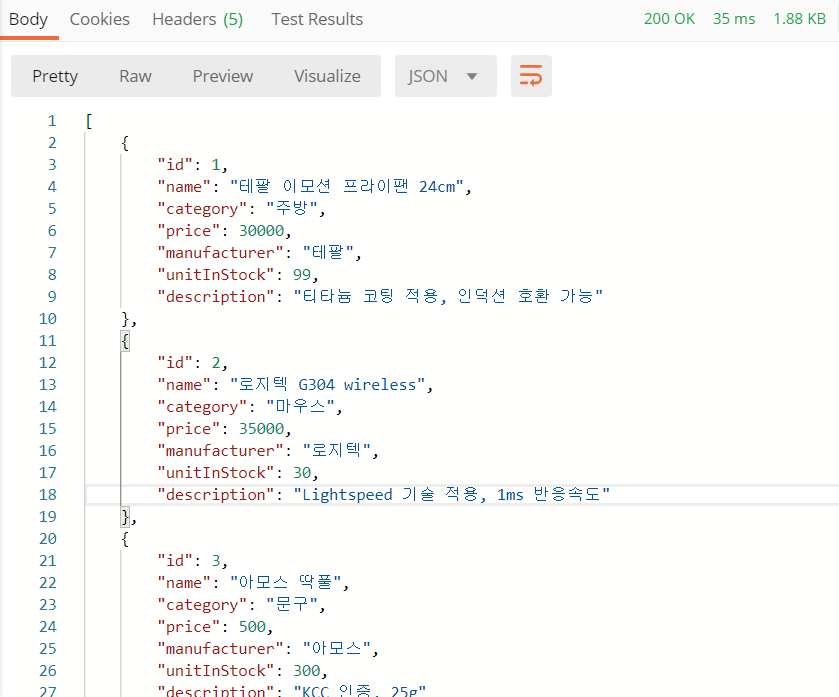 Body Cookies Headers (5) Test Results 200 OK 35 ms 1.88 KB
Pretty Raw Preview Visualize JSON
1 [
2 {
3 "id": 1,
4 "name": "테팔 이모션 프라이팬 24cm",
5 "category": "주방",
6 "price": 30000,
7 "manufacturer": "테팔",
8 "unitInStock": 99,
9 "description": "티타늄 코팅 적용, 인덕션 호환 가능"
10 },
11 {
12 "id": 2,
13 "name": "로지텍 G304 wireless",
14 "category": "마우스",
15 "price": 35000,
16 "manufacturer": "로지텍",
17 "unitInStock": 30,
18 "description": "Lightspeed 기술 적용, 1ms 반응속도"
19 },
20 {
21 "id": 3,
22 "name": "아모스 딱풀",
23 "category": "문구",
24 "price": 500,
25 "manufacturer": "아모스",
26 "unitInStock": 300,
27 "description": "KCC 인증, 25g"